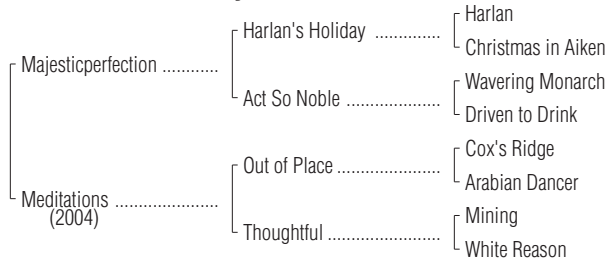 Harlan
Harlan's Holiday ..............
Christmas in Aiken
Majesticperfection ............
Wavering Monarch
Act So Noble ....................
Driven to Drink
Cox's Ridge
Out of Place ......................
Arabian Dancer
Meditations ......................
(2004)
Mining
Thoughtful ........................
White Reason